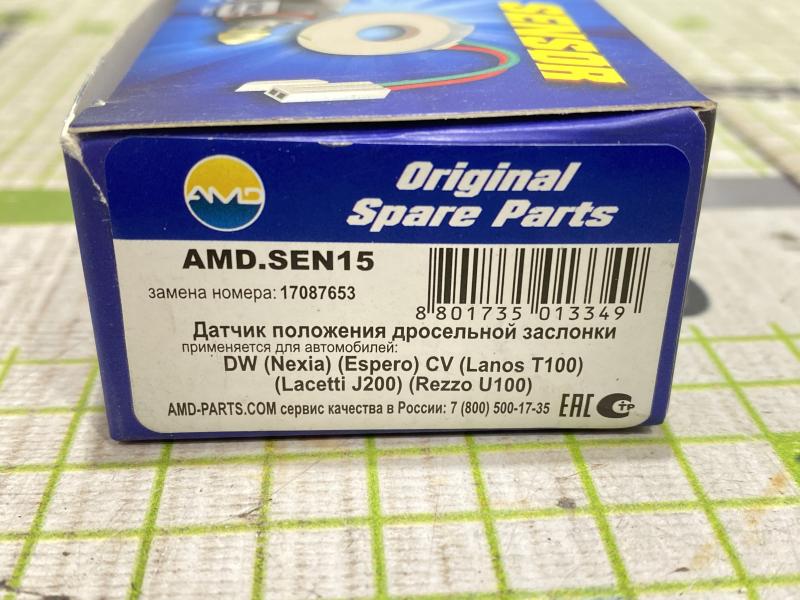 SENSOR
AMD
Original
Spare Parts
AMD.SEN15
замена номера: 17087653
8 801735 013349
Датчик положения дросельной заслонки
применяется для автомобилей:
DW (Nexia) (Espero) CV (Lanos T100)
(Lacetti J200) (Rezzo U100)
AMD-PARTS.COM сервис качества в России: 7 (800) 500-17-35
EAC
СТР